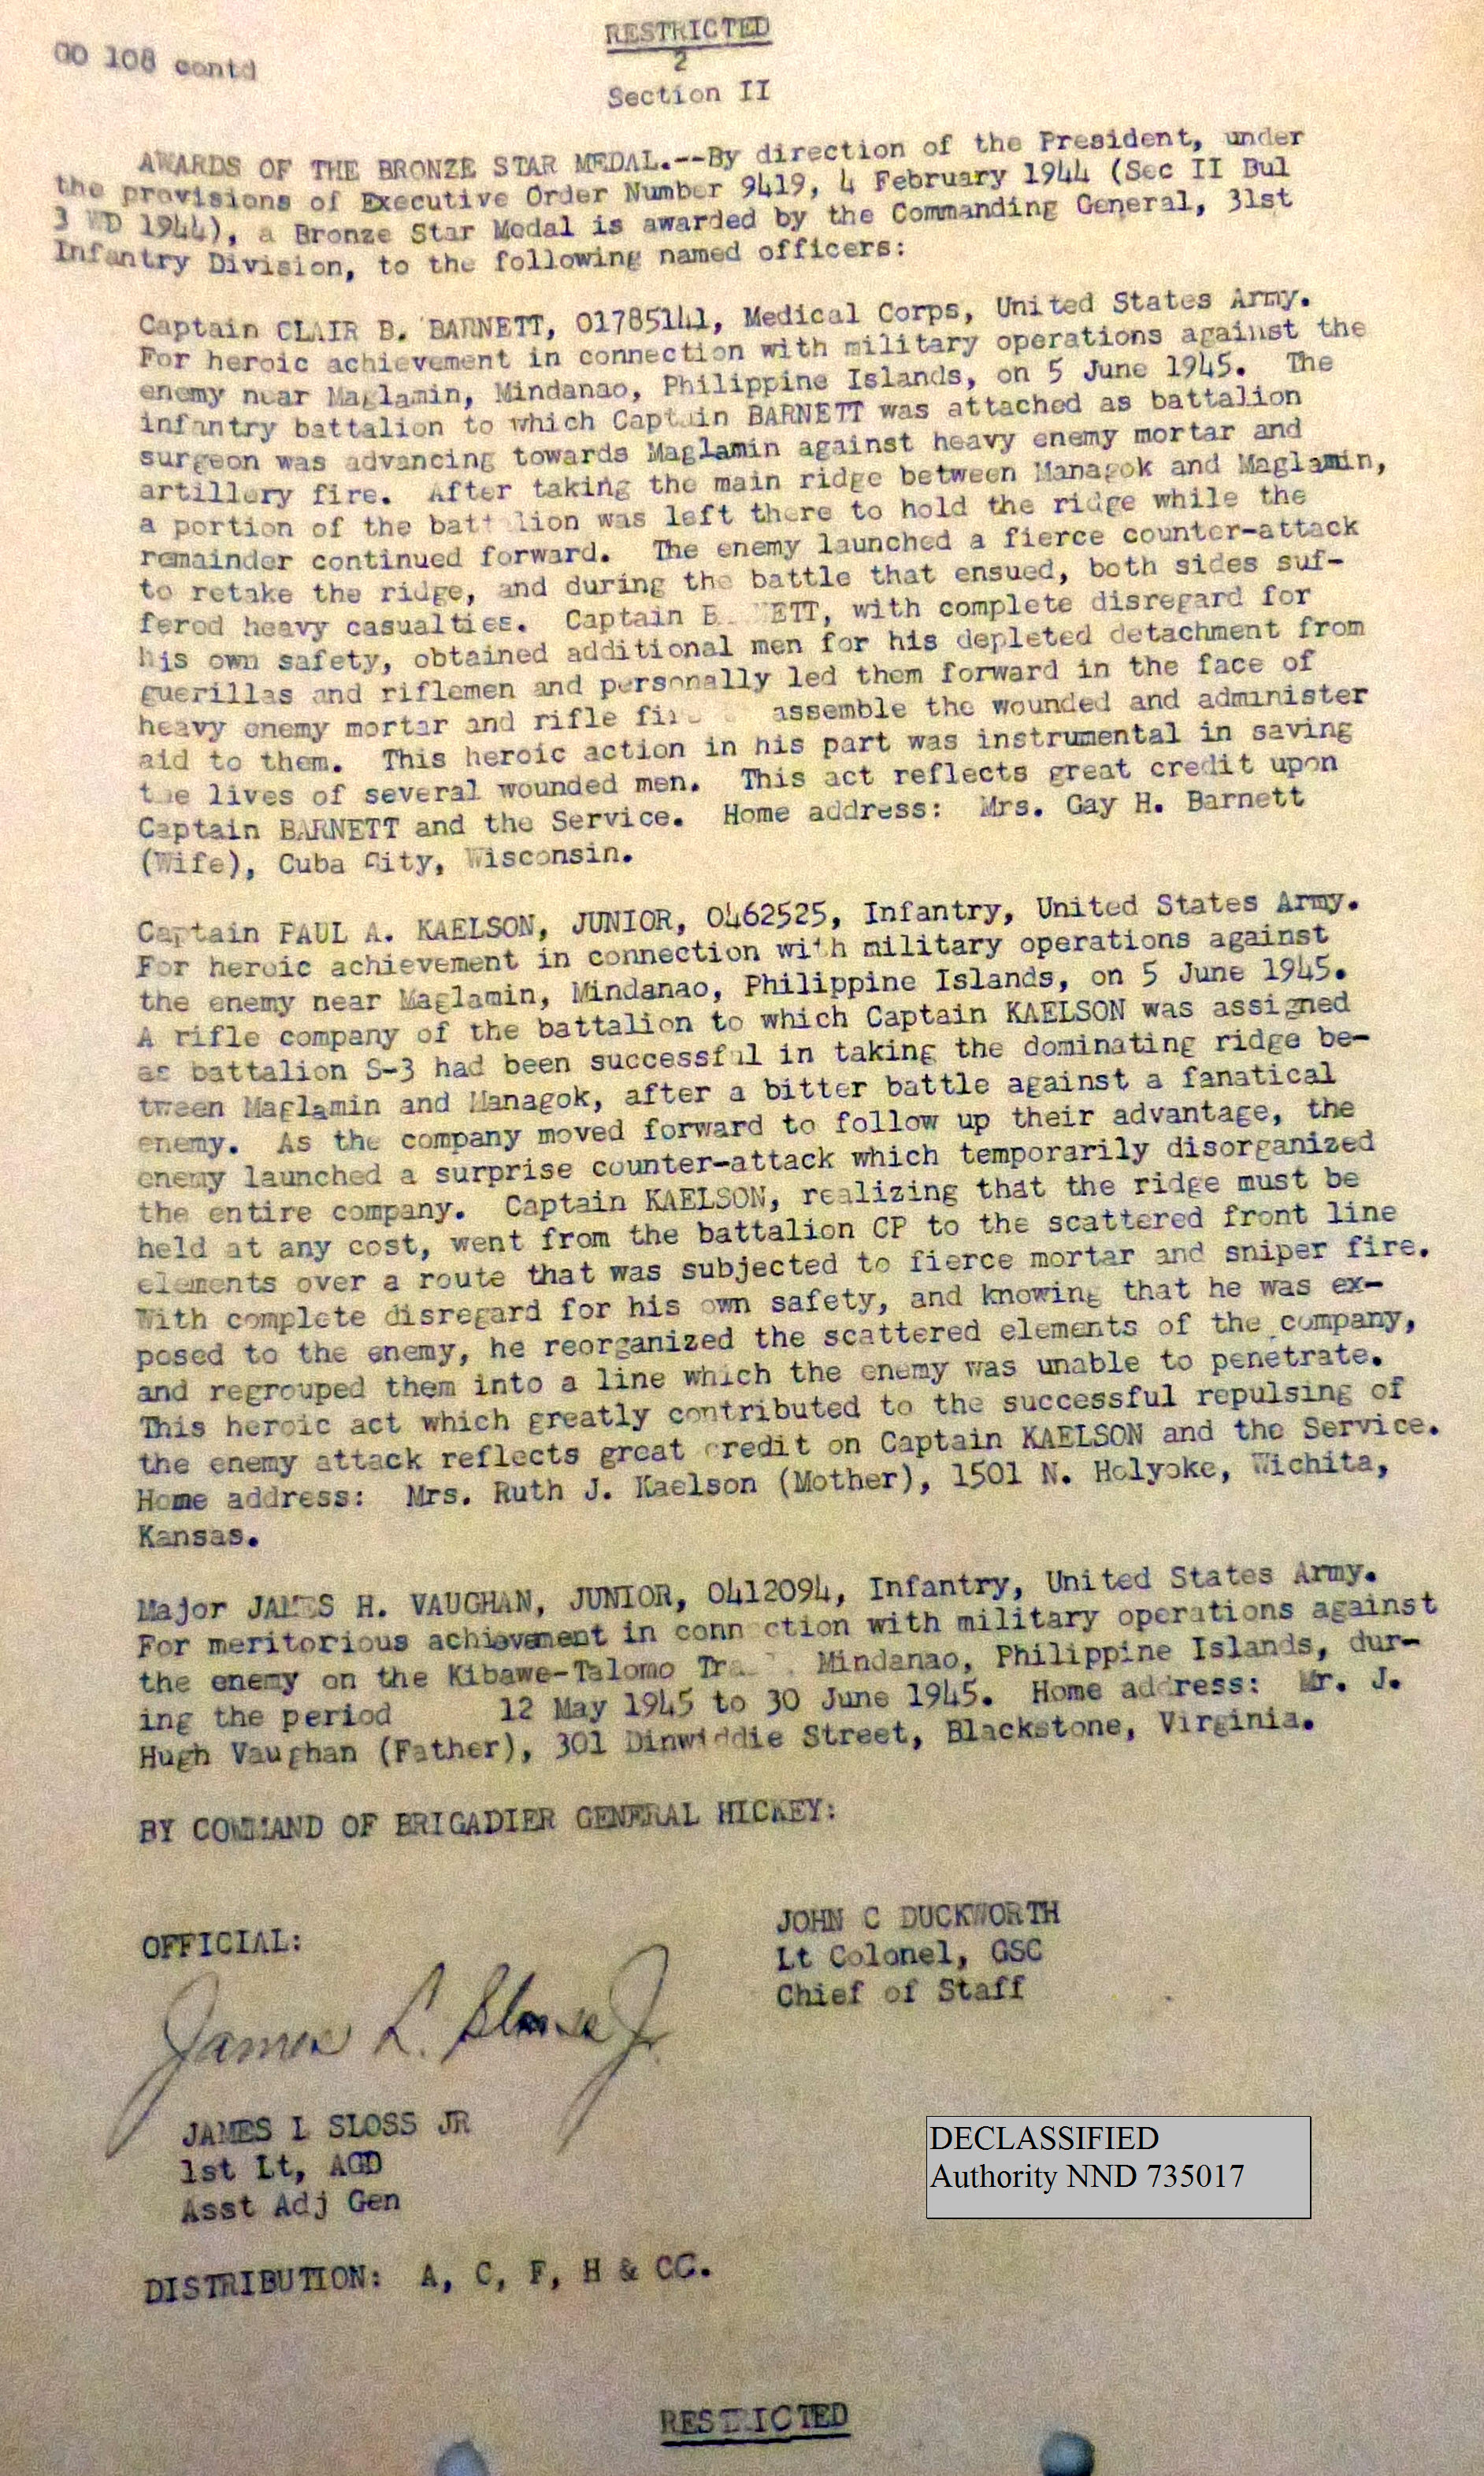 RESTRICTED
GO 108 contd
2
Section II
AWARDS OF THE BRONZE STAR MEDAL.--By direction of the President, under
the provisions of Executive Order Number 9419, 4 February 1944 (Sec II Bul
3 WD 1944), a Bronze Star Medal is awarded by the Commanding General, 31st
Infantry Division, to the following named officers:
Captain CLAIR B. BARNETT, 01785141, Medical Corps, United States Army.
For heroic achievement in connection with military operations against the
enemy near Maglamin, Mindanao, Philippine Islands, on 5 June 1945. The
infantry battalion to which Captain BARNETT was attached as battalion
surgeon was advancing towards Maglamin against heavy enemy mortar and
artillery fire. After taking the main ridge between Managok and Maglamin,
a portion of the battalion was left there to hold the ridge while the
remainder continued forward. The enemy launched a fierce counter-attack
to retake the ridge, and during the battle that ensued, both sides suf-
fered heavy casualties. Captain BARNETT, with complete disregard for
his own safety, obtained additional men for his depleted detachment from
guerillas and riflemen and personally led them forward in the face of
heavy enemy mortar and rifle fire assemble the wounded and administer
aid to them. This heroic action in his part was instrumental in saving
the lives of several wounded men. This act reflects great credit upon
Captain BARNETT and the Service. Home address: Mrs. Gay H. Barnett
(Wife), Cuba City, Wisconsin.
Captain PAUL A. KAELSON, JUNIOR, 0462525, Infantry, United States Army.
For heroic achievement in connection with military operations against
the enemy near Maglamin, Mindanao, Philippine Islands, on 5 June 1945.
A rifle company of the battalion to which Captain KAELSON was assigned
as battalion S-3 had been successful in taking the dominating ridge be-
tween Maglamin and Managok, after a bitter battle against a fanatical
enemy. As the company moved forward to follow up their advantage, the
enemy launched a surprise counter-attack which temporarily disorganized
the entire company. Captain KAELSON, realizing that the ridge must be
held at any cost, went from the battalion CP to the scattered front line
elements over a route that was subjected to fierce mortar and sniper fire.
With complete disregard for his own safety, and knowing that he was ex-
posed to the enemy, he reorganized the scattered elements of the company,
and regrouped them into a line which the enemy was unable to penetrate.
This heroic act which greatly contributed to the successful repulsing of
the enemy attack reflects great credit on Captain KAELSON and the Service.
Home address: Mrs. Ruth J. Kaelson (Mother), 1501 N. Holyoke, Wichita,
Kansas.
Major JAMES H. VAUGHAN, JUNIOR, 0412094, Infantry, United States Army.
For meritorious achievement in connection with military operations against
the enemy on the Kibawe-Talomo Trail, Mindanao, Philippine Islands, dur-
ing the period 12 May 1945 to 30 June 1945. Home address: Mr. J.
Hugh Vaughan (Father), 301 Dinwiddie Street, Blackstone, Virginia.
BY COMMAND OF BRIGADIER GENERAL HICKEY:
JOHN C DUCKWORTH
Lt Colonel, GSC
Chief of Staff
OFFICIAL:
James L. Sloss Jr
JAMES L SLOSS JR
1st Lt, AGD
Asst Adj Gen
DECLASSIFIED
Authority NND 735017
DISTRIBUTION: A, C, F, H & CG.
RESTRICTED